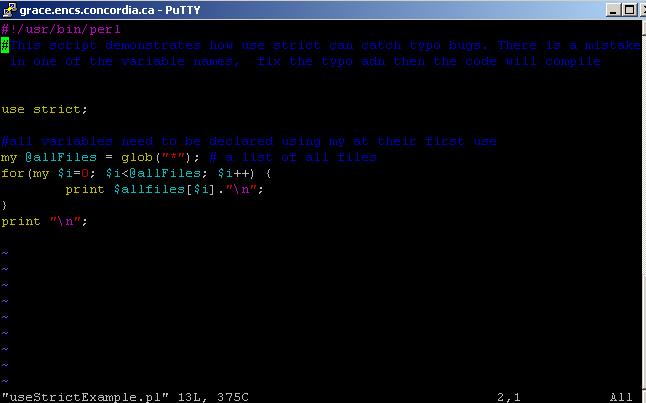 grace.encs.concordia.ca - PuTTY
#!/usr/bin/perl
#This script demonstrates how use strict can catch typo bugs. There is a mistake
 in one of the variable names,  fix the typo adn then the code will compile
use strict;
#all variables need to be declared using my at their first use
my @allFiles = glob("*"); # a list of all files
for(my $i=0; $i<@allFiles; $i++) {
        print $allfiles[$i]."\n";
}
print "\n";
~
~
~
~
~
~
~
~
~
"useStrictExample.pl" 13L, 375C 2,1 All